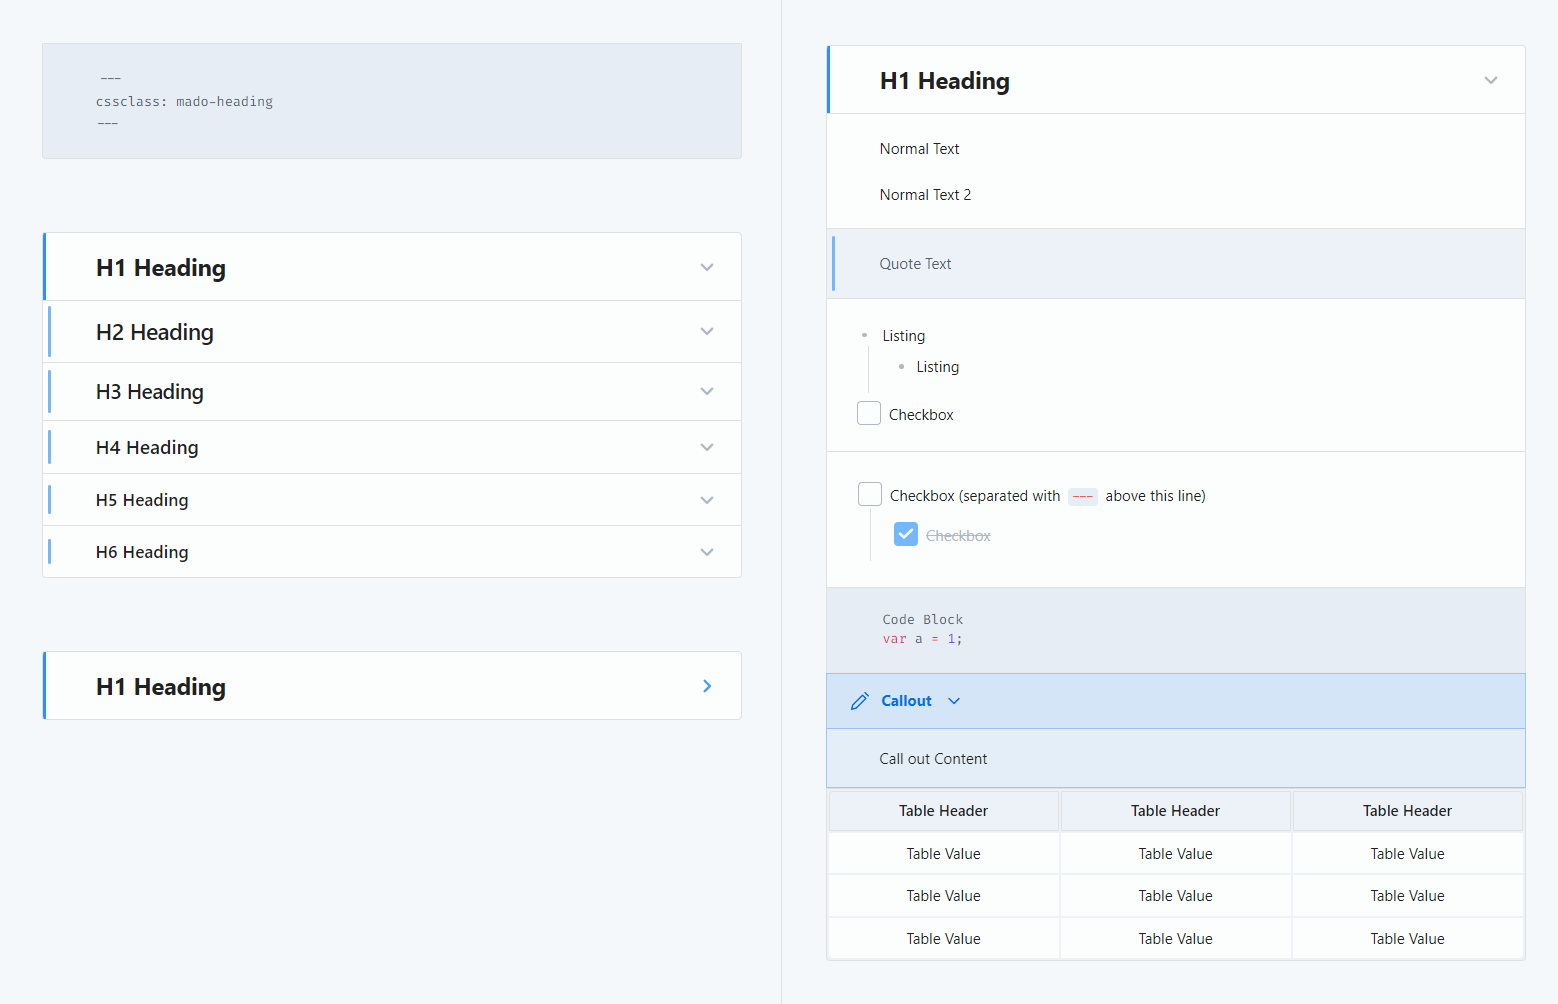 ---
cssclass: mado-heading
---
H1 Heading
H2 Heading
H3 Heading
H4 Heading
H5 Heading
H6 Heading
H1 Heading
H1 Heading
Normal Text
Normal Text 2
Quote Text
Listing
Listing
Checkbox
Checkbox (separated with --- above this line)
Checkbox
Code Block
var a = 1;
Callout
Call out Content
Table Header Table Header Table Header
Table Value Table Value Table Value
Table Value Table Value Table Value
Table Value Table Value Table Value